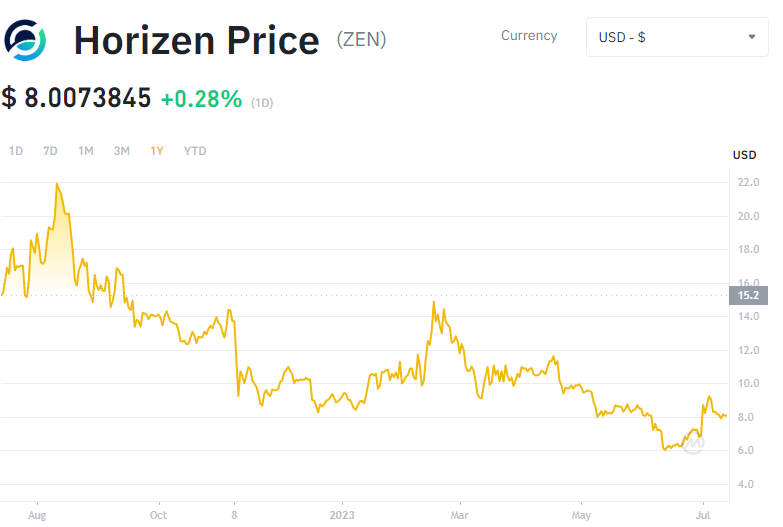 Horizen Price (ZEN)
Currency
USD - $
$ 8.0073845 +0.28% (1D)
1D 7D 1M 3M 1Y YTD
USD
22.0
20.0
18.0
16.0
15.2
14.0
12.0
10.0
8.0
6.0
4.0
Aug Oct 8 2023 Mar May Jul